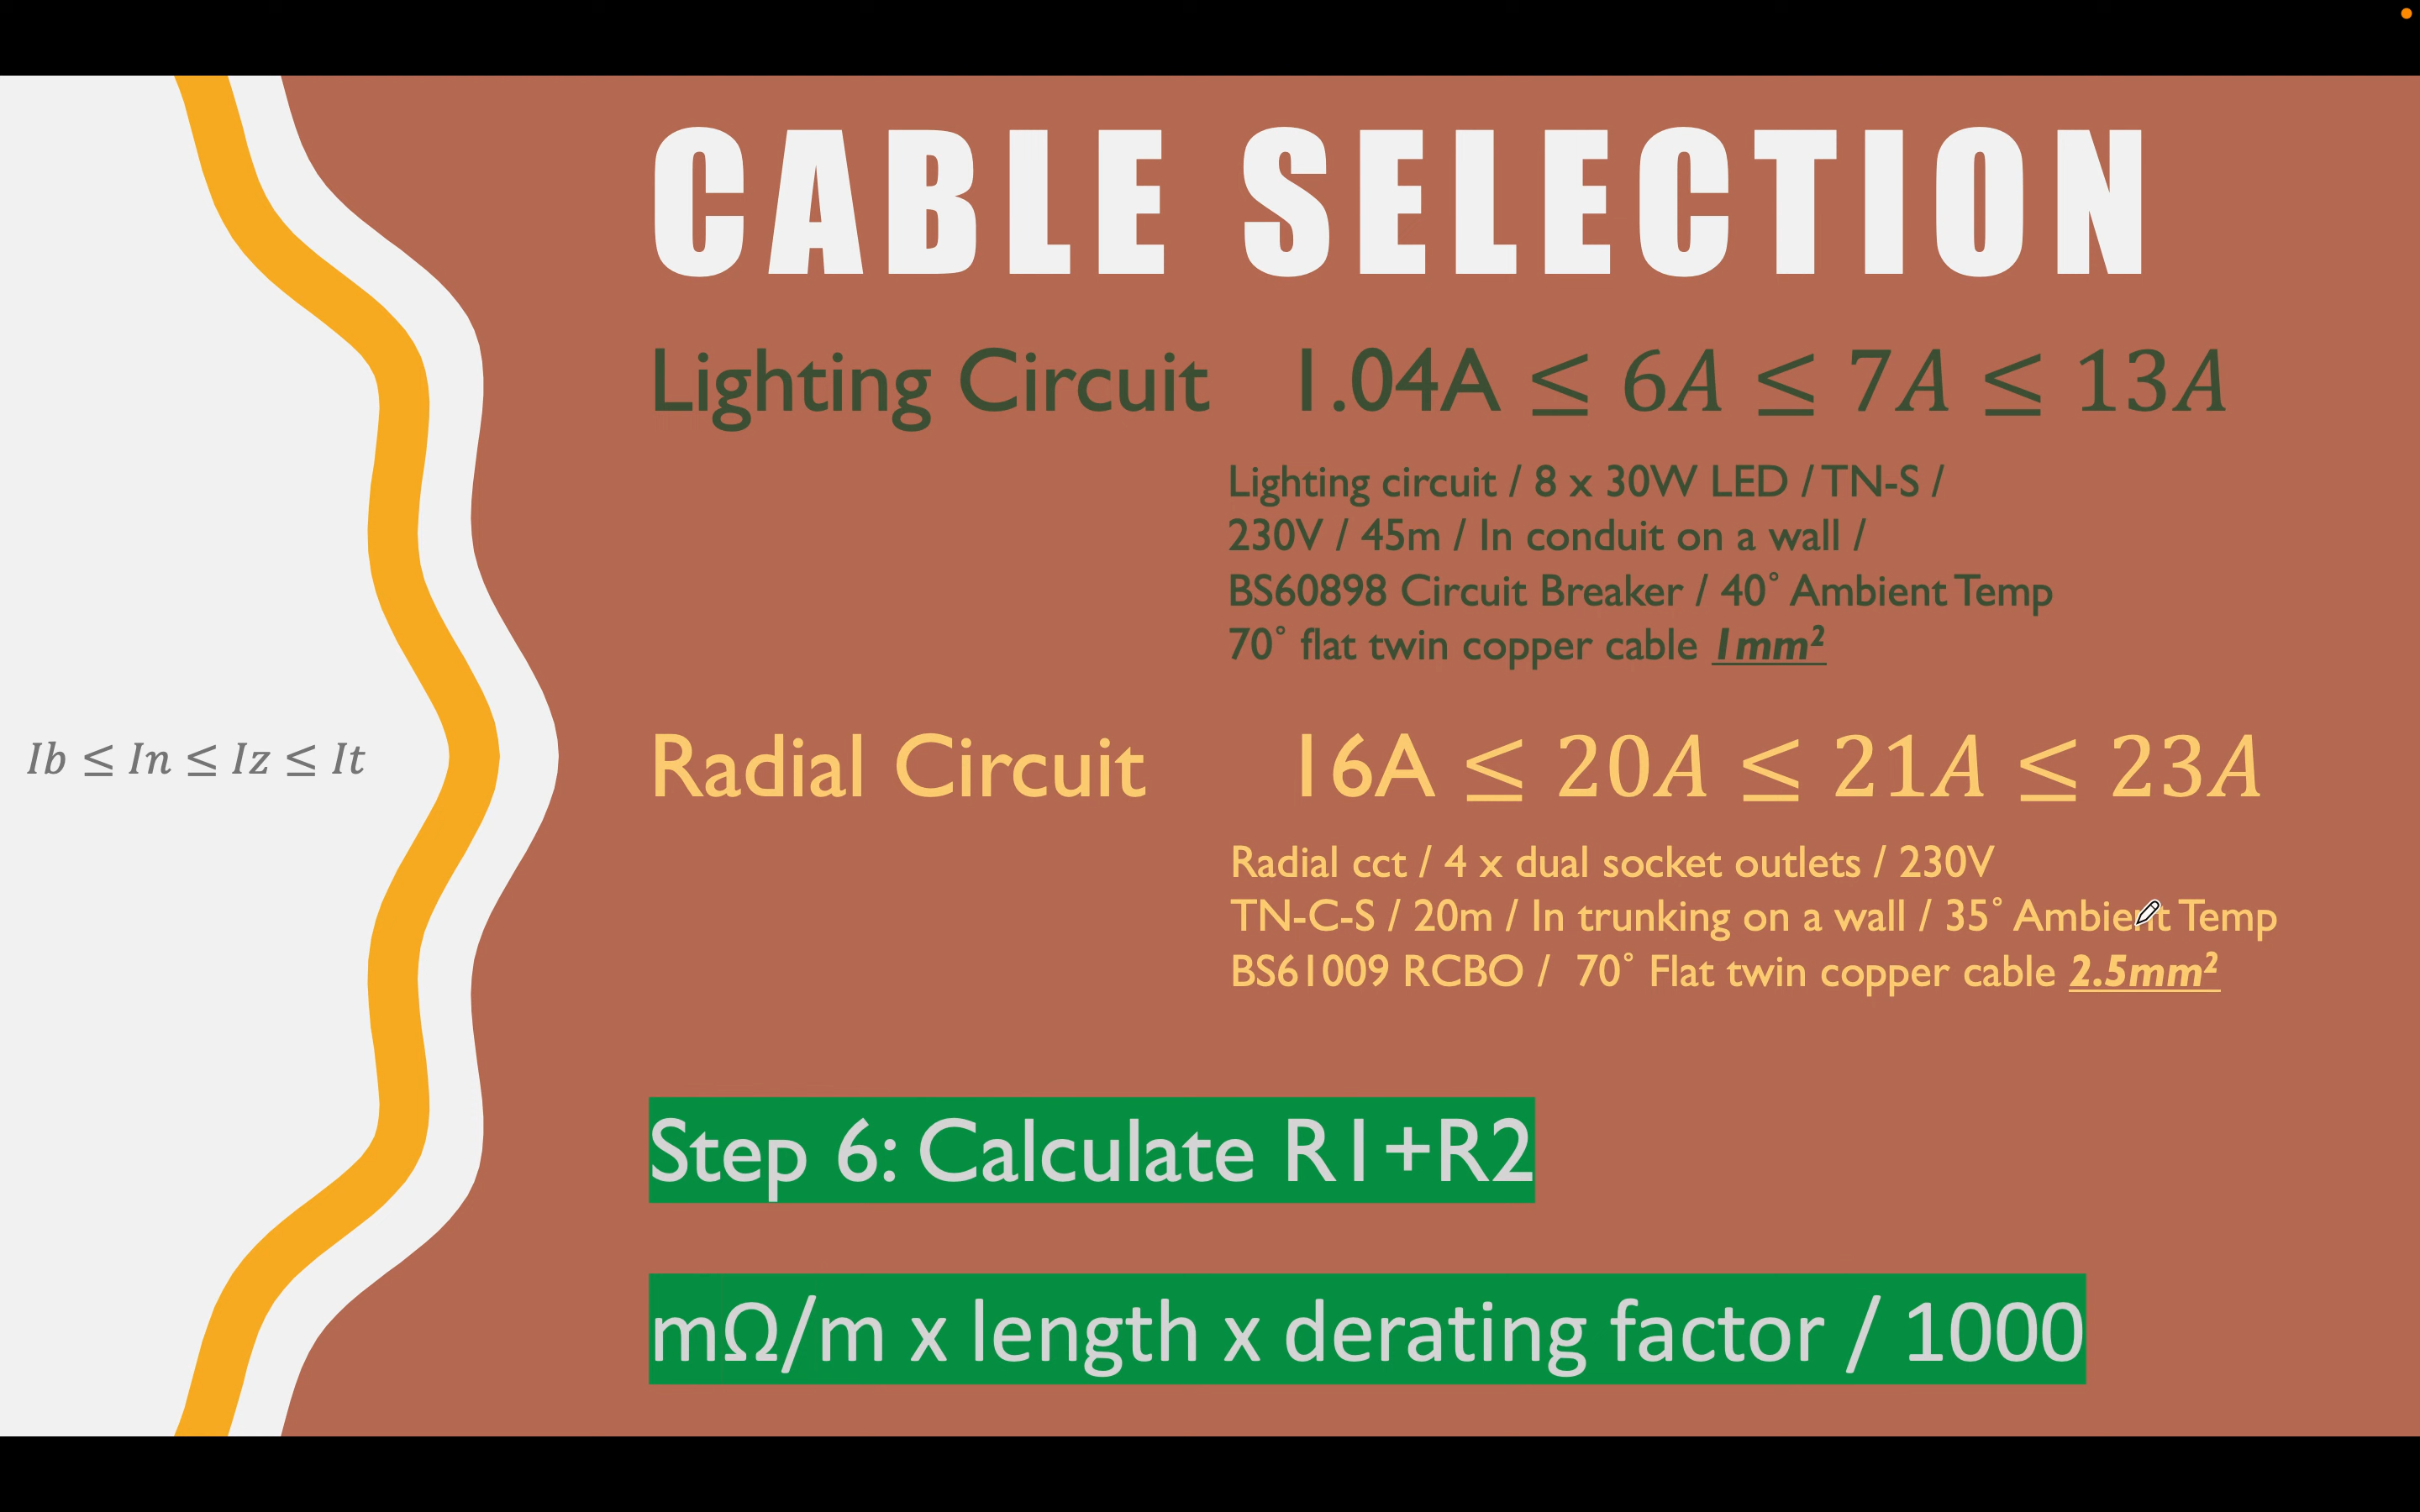 CABLE SELECTION
Lighting Circuit 1.04A ≤ 6A ≤ 7A ≤ 13A
Lighting circuit / 8 x 30W LED / TN-S /
230V / 45m / In conduit on a wall /
BS60898 Circuit Breaker / 40° Ambient Temp
70° flat twin copper cable 1mm²
Ib ≤ In ≤ Iz ≤ It
Radial Circuit 16A ≤ 20A ≤ 21A ≤ 23A
Radial cct / 4 x dual socket outlets / 230V
TN-C-S / 20m / In trunking on a wall / 35° Ambient Temp
BS61009 RCBO / 70° Flat twin copper cable 2.5mm²
Step 6: Calculate R1+R2
mΩ/m x length x derating factor / 1000